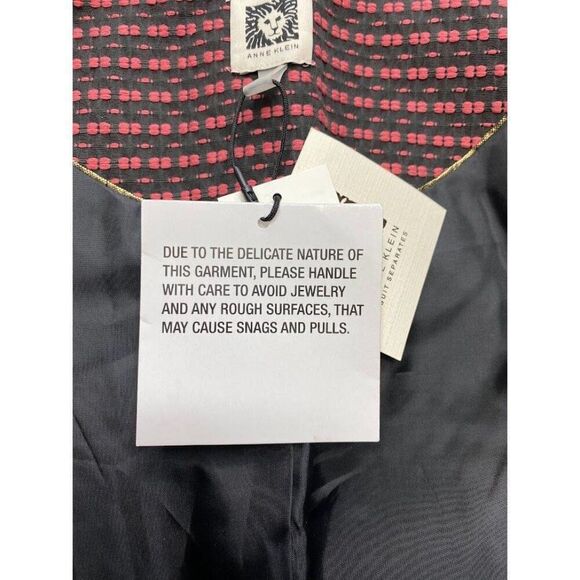 ANNE KLEIN
DUE TO THE DELICATE NATURE OF
THIS GARMENT, PLEASE HANDLE
WITH CARE TO AVOID JEWELRY
AND ANY ROUGH SURFACES, THAT
MAY CAUSE SNAGS AND PULLS.
KLEIN
SUIT SEPARATES